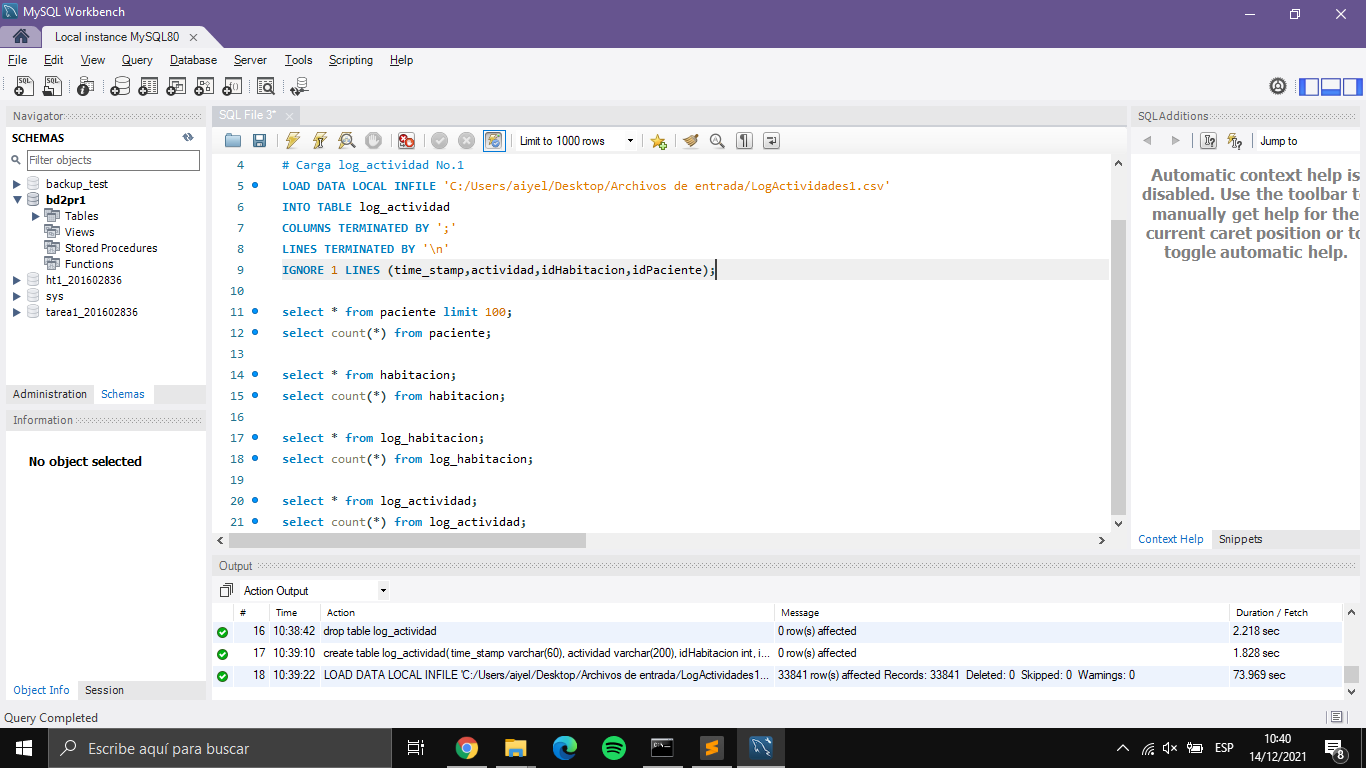 MySQL Workbench
Local instance MySQL80
File Edit View Query Database Server Tools Scripting Help
Navigator
SCHEMAS
Filter objects
backup_test
bd2pr1
Tables
Views
Stored Procedures
Functions
ht1_201602836
sys
tarea1_201602836
Administration Schemas
Information
No object selected
Object Info Session
SQL File 3*
Limit to 1000 rows
4 # Carga log_actividad No.1
5 LOAD DATA LOCAL INFILE 'C:/Users/aiyel/Desktop/Archivos de entrada/LogActividades1.csv'
6 INTO TABLE log_actividad
7 COLUMNS TERMINATED BY ';'
8 LINES TERMINATED BY '\n'
9 IGNORE 1 LINES (time_stamp,actividad,idHabitacion,idPaciente);
10
11 select * from paciente limit 100;
12 select count(*) from paciente;
13
14 select * from habitacion;
15 select count(*) from habitacion;
16
17 select * from log_habitacion;
18 select count(*) from log_habitacion;
19
20 select * from log_actividad;
21 select count(*) from log_actividad;
SQLAdditions
Jump to
Automatic context help is
disabled. Use the toolbar t
manually get help for the
current caret position or to
toggle automatic help.
Context Help Snippets
Output
Action Output
# Time Action Message Duration / Fetch
16 10:38:42 drop table log_actividad 0 row(s) affected 2.218 sec
17 10:39:10 create table log_actividad( time_stamp varchar(60), actividad varchar(200), idHabitacion int, i... 0 row(s) affected 1.828 sec
18 10:39:22 LOAD DATA LOCAL INFILE 'C:/Users/aiyel/Desktop/Archivos de entrada/LogActividades1... 33841 row(s) affected Records: 33841 Deleted: 0 Skipped: 0 Warnings: 0 73.969 sec
Query Completed
Escribe aquí para buscar
ESP
10:40
14/12/2021
8